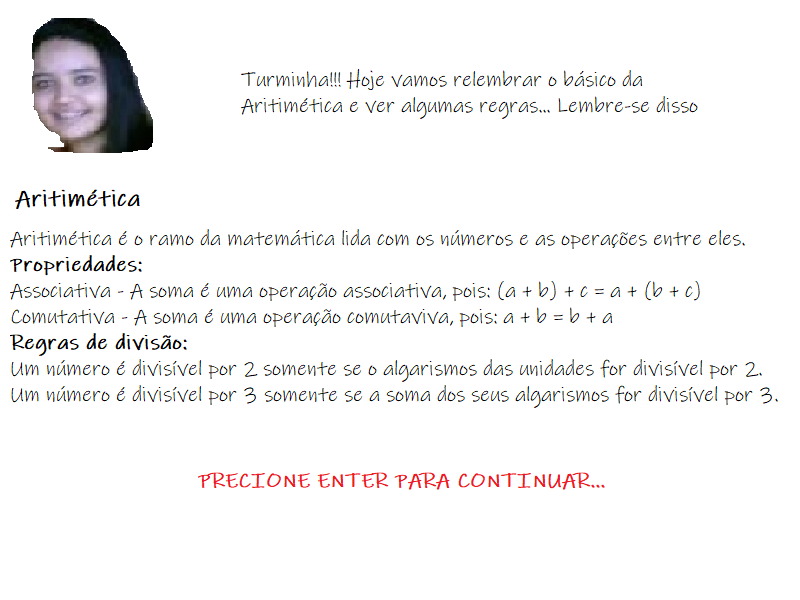 Turminha!!! Hoje vamos relembrar o básico da
Aritimética e ver algumas regras... Lembre-se disso
Aritimética
Aritimética é o ramo da matemática lida com os números e as operações entre eles.
Propriedades:
Associativa - A soma é uma operação associativa, pois: (a + b) + c = a + (b + c)
Comutativa - A soma é uma operação comutaviva, pois: a + b = b + a
Regras de divisão:
Um número é divisível por 2 somente se o algarismos das unidades for divisível por 2.
Um número é divisível por 3 somente se a soma dos seus algarismos for divisível por 3.
PRECIONE ENTER PARA CONTINUAR...